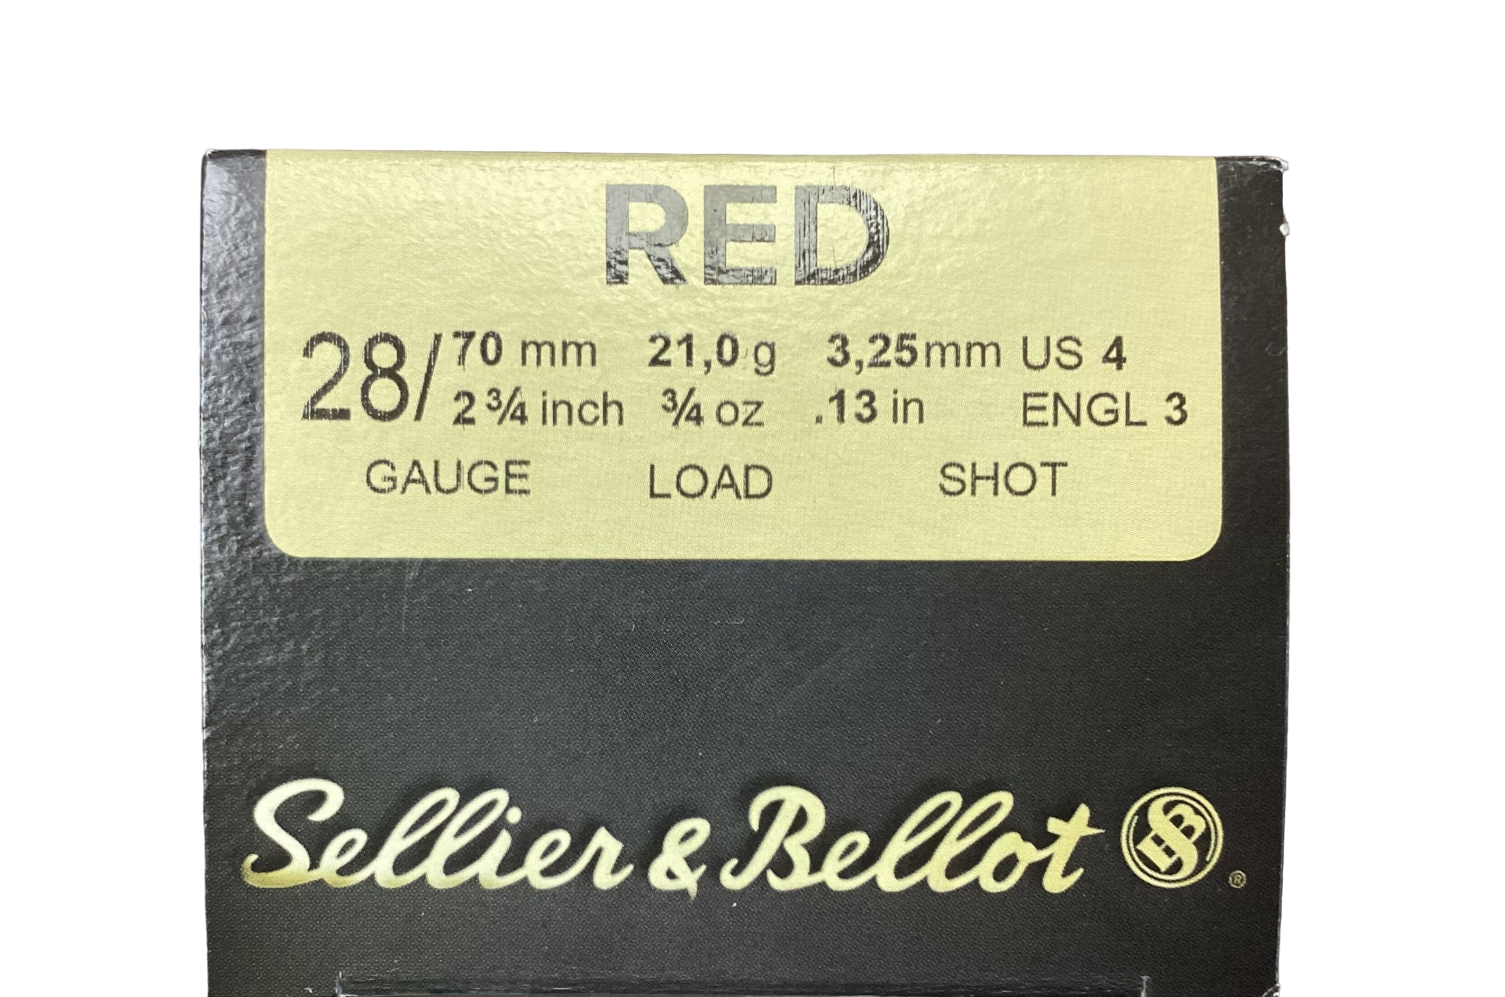 RED
28/ 70 mm 21,0 g 3,25mm US 4
2 ¾ inch ¾ oz .13 in ENGL 3
GAUGE LOAD SHOT
Sellier & Bellot SB ®